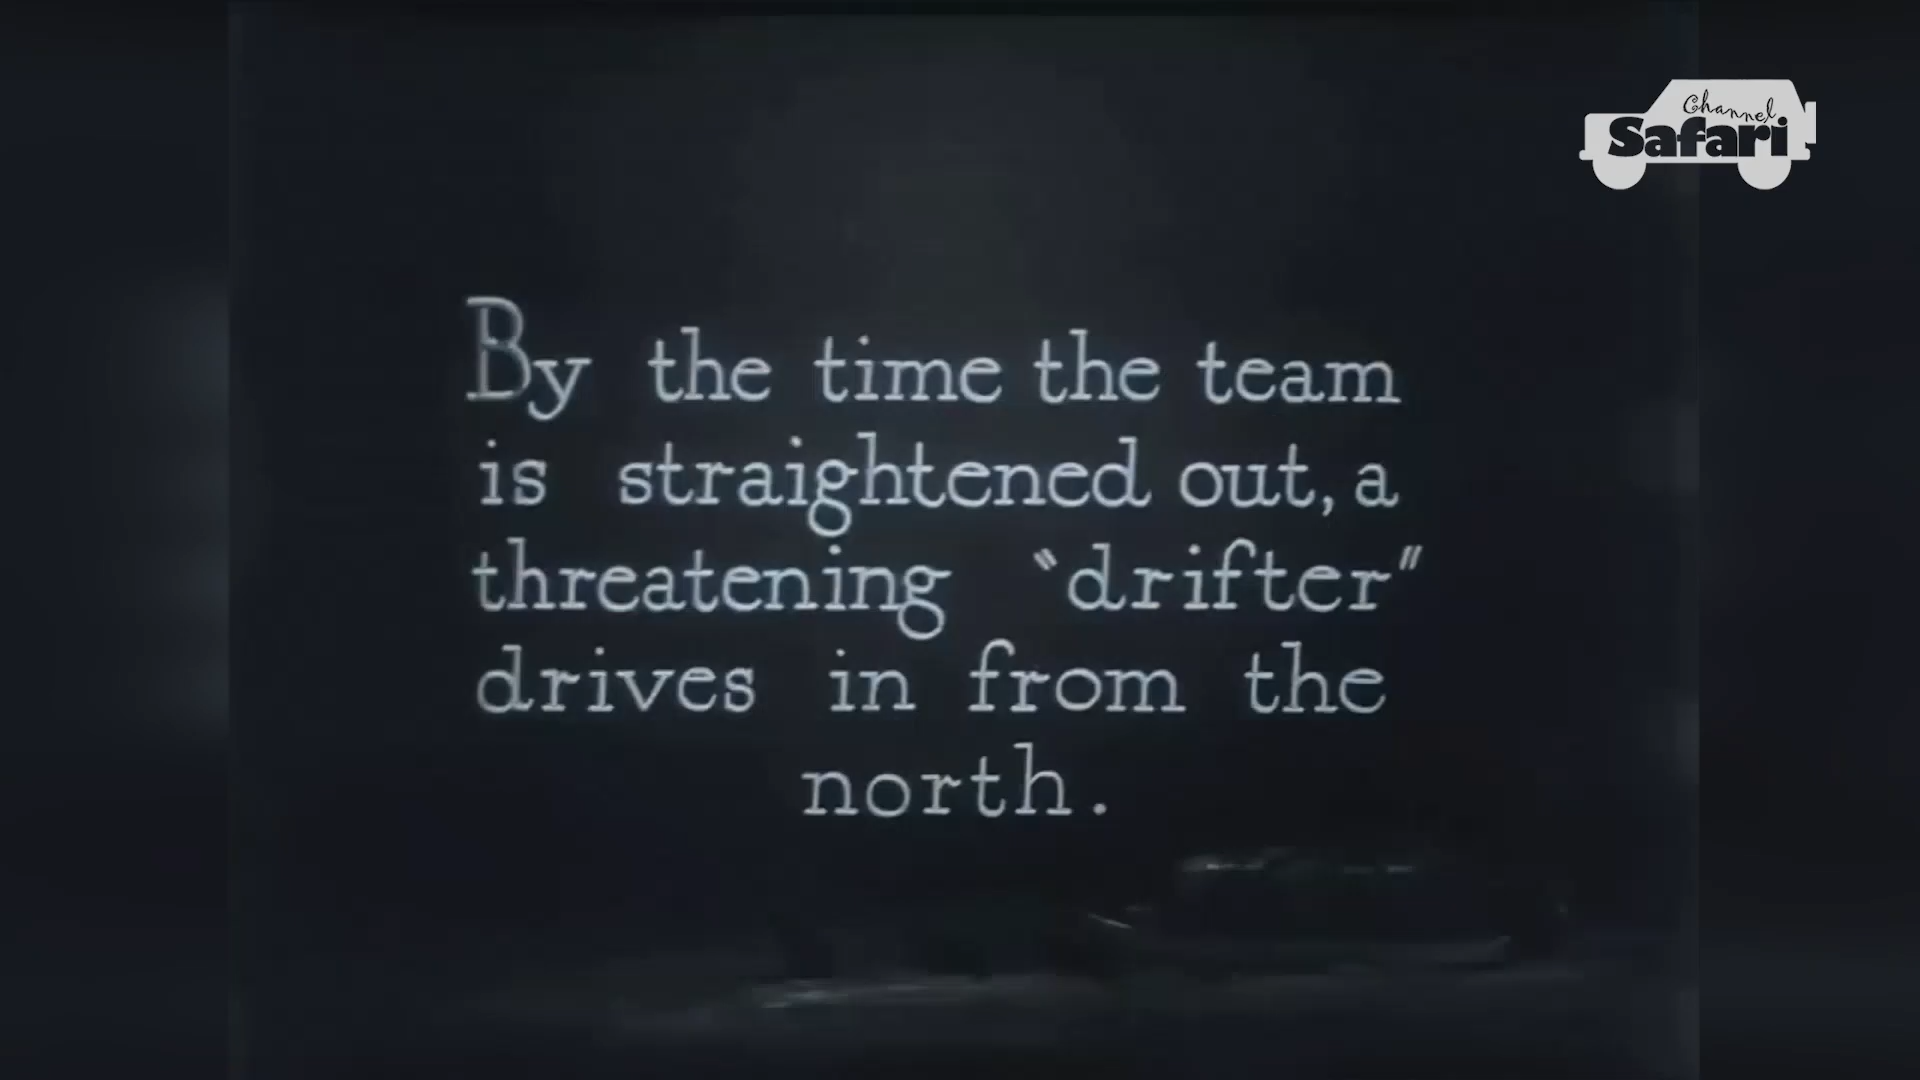 Channel
Safari
By the time the team
is straightened out, a
threatening "drifter"
drives in from the
north.